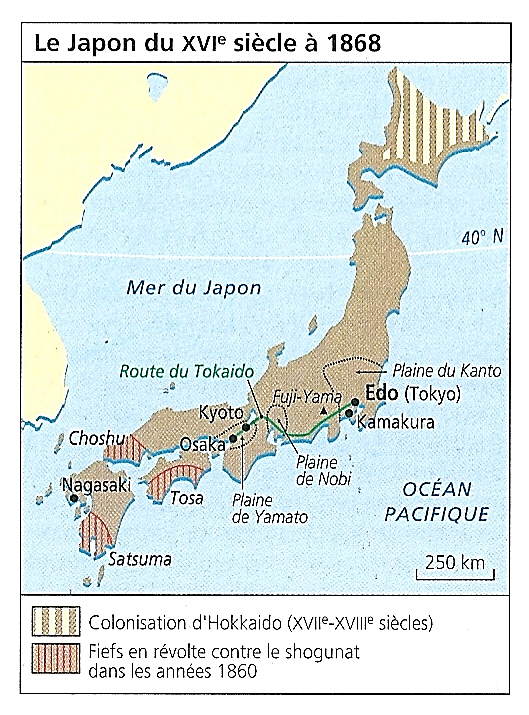 Le Japon du XVIe siècle à 1868
40° N
Mer du Japon
Route du Tokaido
Plaine du Kanto
Fuji-Yama
Edo (Tokyo)
Kyoto
Kamakura
Choshu
Osaka
Plaine
de Nobi
Nagasaki
Tosa
Plaine
de Yamato
OCÉAN
PACIFIQUE
Satsuma
250 km
Colonisation d'Hokkaido (XVIIe-XVIIIe siècles)
Fiefs en révolte contre le shogunat
dans les années 1860